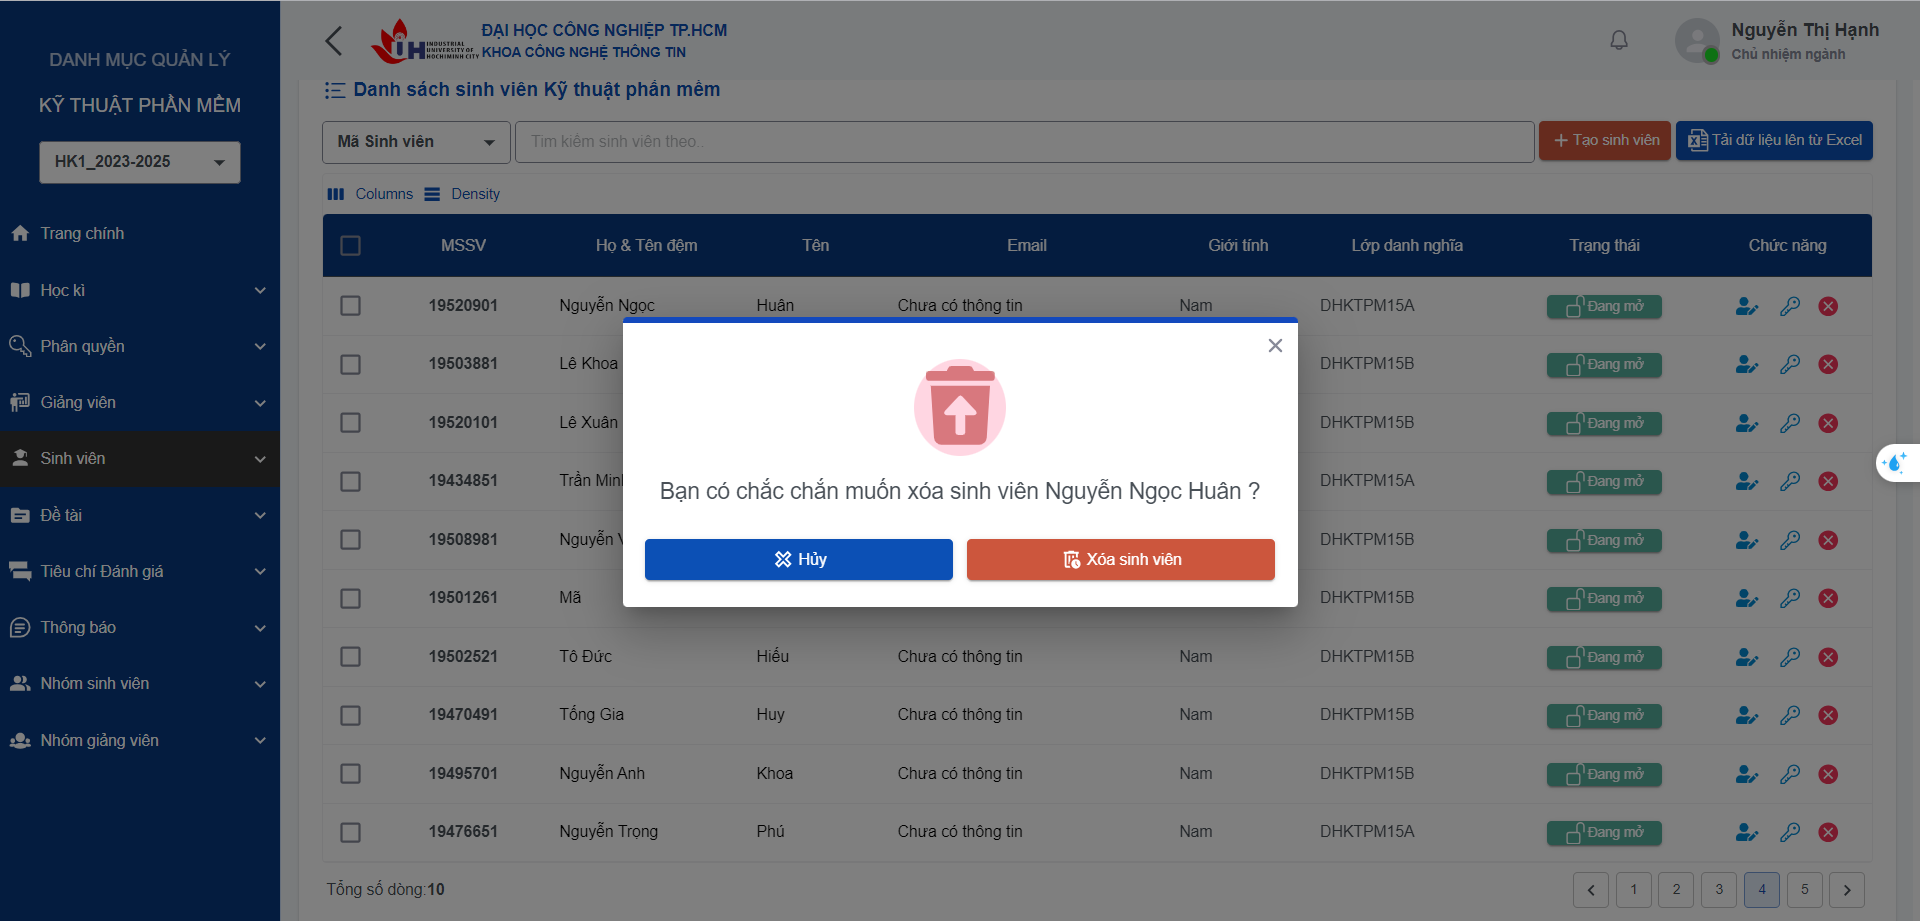 DANH MỤC QUẢN LÝ
KỸ THUẬT PHẦN MỀM
HK1_2023-2025
Trang chính
Học kì
Phân quyền
Giảng viên
Sinh viên
Đề tài
Tiêu chí Đánh giá
Thông báo
Nhóm sinh viên
Nhóm giảng viên
IUH
INDUSTRIAL
UNIVERSITY OF
HOCHIMINH CITY
ĐẠI HỌC CÔNG NGHIỆP TP.HCM
KHOA CÔNG NGHỆ THÔNG TIN
Nguyễn Thị Hạnh
Chủ nhiệm ngành
Danh sách sinh viên Kỹ thuật phần mềm
Mã Sinh viên
Tìm kiếm sinh viên theo..
Tạo sinh viên
Tải dữ liệu lên từ Excel
Columns Density
MSSV Họ & Tên đệm Tên Email Giới tính Lớp danh nghĩa Trạng thái Chức năng
19520901 Nguyễn Ngọc Huân Chưa có thông tin Nam DHKTPM15A Đang mở
19503881 Lê Khoa DHKTPM15B Đang mở
19520101 Lê Xuân DHKTPM15B Đang mở
19434851 Trần DHKTPM15A Đang mở
19508981 Nguyễn DHKTPM15B Đang mở
19501261 Mã DHKTPM15B Đang mở
19502521 Tô Đức Hiếu Chưa có thông tin Nam DHKTPM15B Đang mở
19470491 Tống Gia Huy Chưa có thông tin Nam DHKTPM15B Đang mở
19495701 Nguyễn Anh Khoa Chưa có thông tin Nam DHKTPM15B Đang mở
19476651 Nguyễn Trọng Phú Chưa có thông tin Nam DHKTPM15A Đang mở
Bạn có chắc chắn muốn xóa sinh viên Nguyễn Ngọc Huân ?
Hủy
Xóa sinh viên
Tổng số dòng:10
1 2 3 4 5